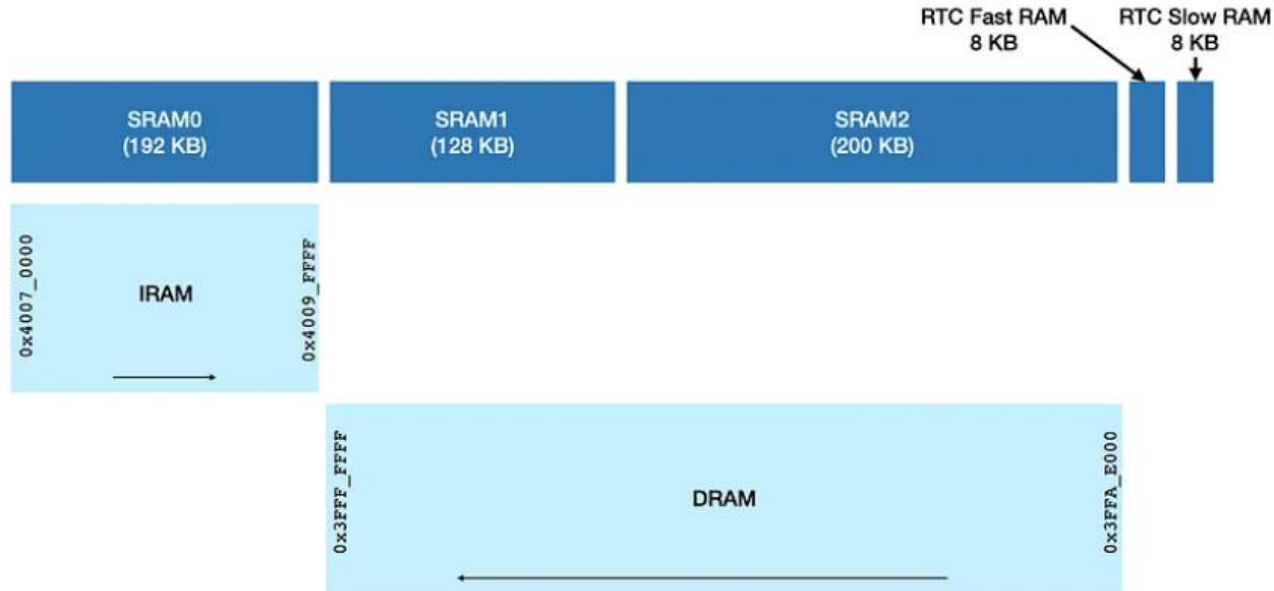 RTC Fast RAM
8 KB
RTC Slow RAM
8 KB
SRAM0
(192 KB)
SRAM1
(128 KB)
SRAM2
(200 KB)
0x4007_0000
IRAM
0x4009_FFFF
0x3FFF_FFFF
DRAM
0x3FFA_E000